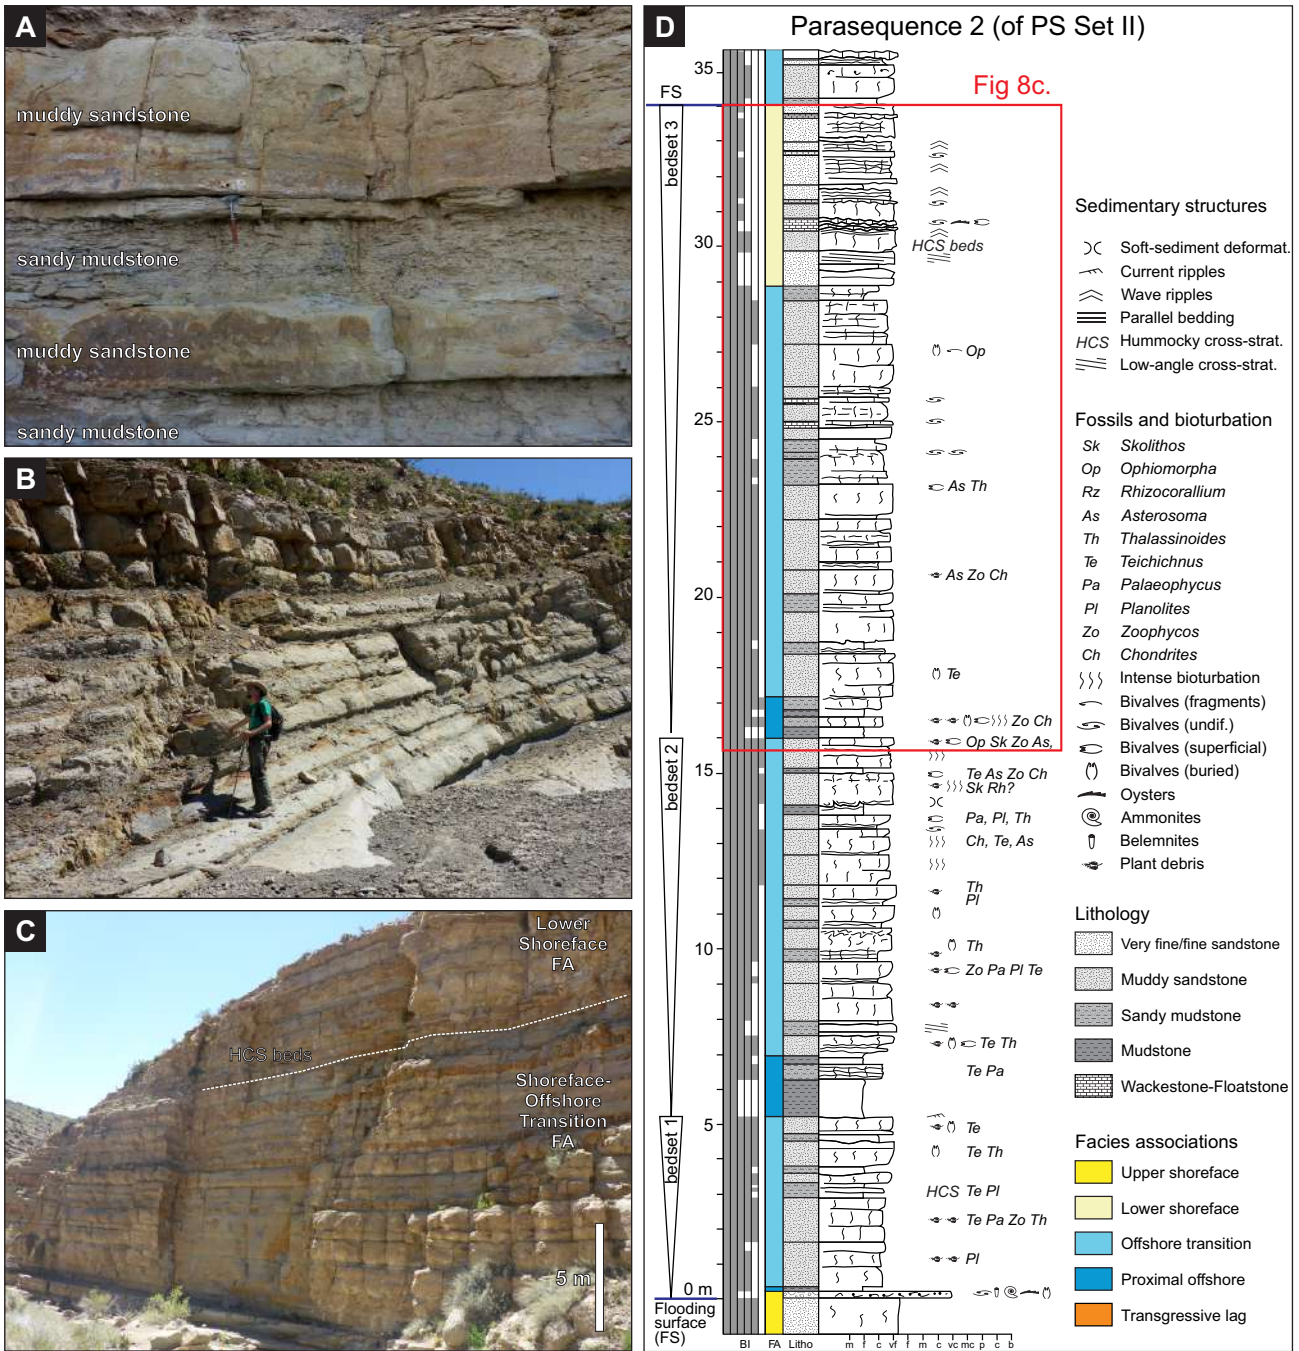 A
muddy sandstone
sandy mudstone
muddy sandstone
sandy mudstone
B
C
Lower
Shoreface
FA
HCS beds
Shoreface-
Offshore
Transition
FA
5 m
D
Parasequence 2 (of PS Set II)
Fig 8c.
FS
35
30
25
20
15
10
5
0 m
bedset 3
bedset 2
bedset 1
Flooding
surface
(FS)
HCS beds
Op
As Th
As Zo Ch
Te
Zo Ch
Op Sk Zo As,
Te As Zo Ch
Sk Rh?
Pa, Pl, Th
Ch, Te, As
Th
Pl
Th
Zo Pa Pl Te
Te Th
Te Pa
Te
Te Th
HCS Te Pl
Te Pa Zo Th
Pl
BI FA Litho m f c vf f m c vc mc p c b
Sedimentary structures
Soft-sediment deformat.
Current ripples
Wave ripples
Parallel bedding
HCS Hummocky cross-strat.
Low-angle cross-strat.
Fossils and bioturbation
Sk Skolithos
Op Ophiomorpha
Rz Rhizocorallium
As Asterosoma
Th Thalassinoides
Te Teichichnus
Pa Palaeophycus
Pl Planolites
Zo Zoophycos
Ch Chondrites
Intense bioturbation
Bivalves (fragments)
Bivalves (undif.)
Bivalves (superficial)
Bivalves (buried)
Oysters
Ammonites
Belemnites
Plant debris
Lithology
Very fine/fine sandstone
Muddy sandstone
Sandy mudstone
Mudstone
Wackestone-Floatstone
Facies associations
Upper shoreface
Lower shoreface
Offshore transition
Proximal offshore
Transgressive lag